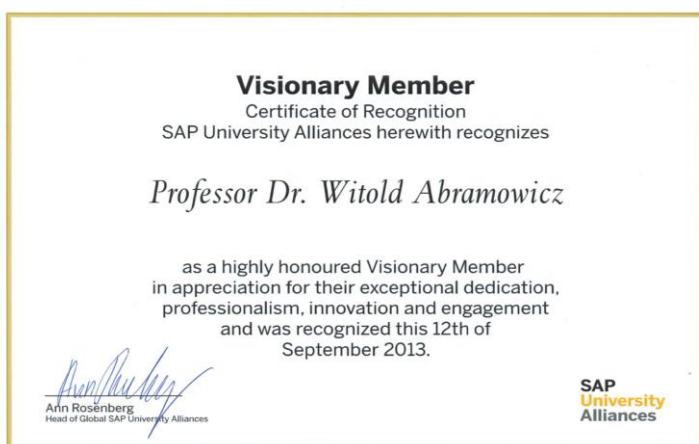 Visionary Member
Certificate of Recognition
SAP University Alliances herewith recognizes
Professor Dr. Witold Abramowicz
as a highly honoured Visionary Member
in appreciation for their exceptional dedication,
professionalism, innovation and engagement
and was recognized this 12th of
September 2013.
Ann Rosenberg
Head of Global SAP University Alliances
SAP
University
Alliances